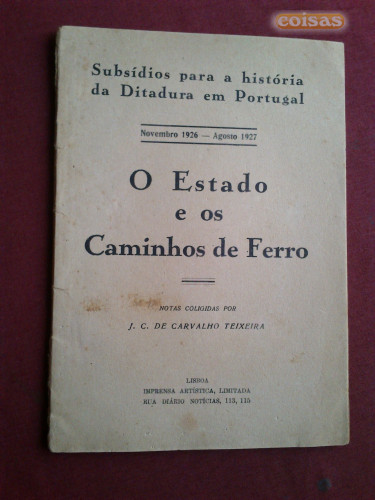 coisas
Subsídios para a história
da Ditadura em Portugal
Novembro 1926 — Agosto 1927
O Estado
e os
Caminhos de Ferro
NOTAS COLIGIDAS POR
J. C. DE CARVALHO TEIXEIRA
LISBOA
IMPRENSA ARTÍSTICA, LIMITADA
RUA DIÁRIO NOTÍCIAS, 113, 115